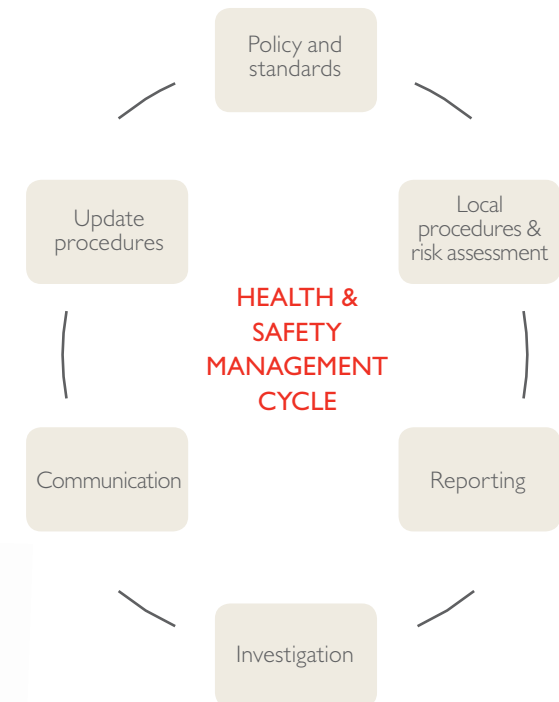 Policy and
standards
Local
procedures &
risk assessment
Reporting
Investigation
Communication
Update
procedures
HEALTH &
SAFETY
MANAGEMENT
CYCLE